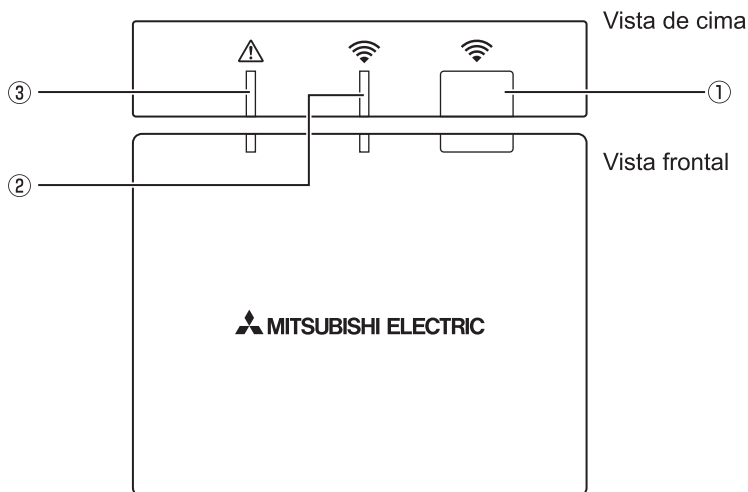 Vista de cima
③
①
②
Vista frontal
MITSUBISHI ELECTRIC